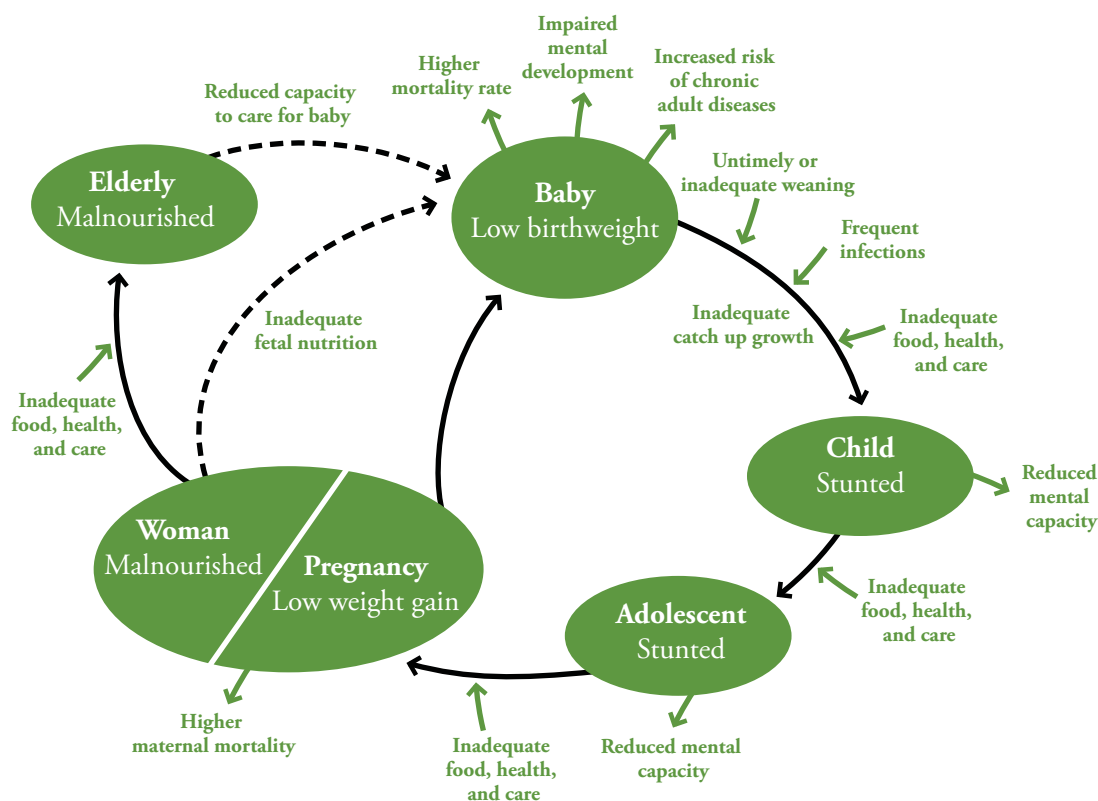 Impaired
mental
development
Higher
mortality rate
Increased risk
of chronic
adult diseases
Reduced capacity
to care for baby
Elderly
Malnourished
Baby
Low birthweight
Untimely or
inadequate weaning
Frequent
infections
Inadequate
catch up growth
Inadequate
food, health,
and care
Inadequate
fetal nutrition
Inadequate
food, health,
and care
Child
Stunted
Reduced
mental
capacity
Woman
Malnourished
Pregnancy
Low weight gain
Inadequate
food, health,
and care
Adolescent
Stunted
Higher
maternal mortality
Inadequate
food, health,
and care
Reduced mental
capacity